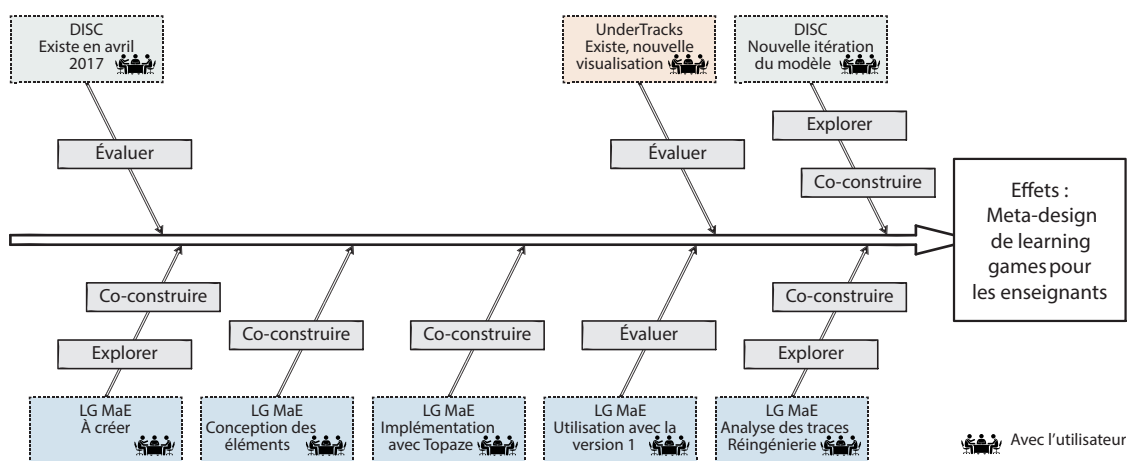 DISC
Existe en avril
2017
UnderTracks
Existe, nouvelle
visualisation
DISC
Nouvelle itération
du modèle
Explorer
Évaluer
Évaluer
Co-construire
Effets :
Meta-design
de learning
games pour
les enseignants
Co-construire
Co-construire
Explorer
Co-construire
Co-construire
Évaluer
Explorer
LG MaE
À créer
LG MaE
Conception des
éléments
LG MaE
Implémentation
avec Topaze
LG MaE
Utilisation avec la
version 1
LG MaE
Analyse des traces
Réingénierie
Avec l'utilisateur